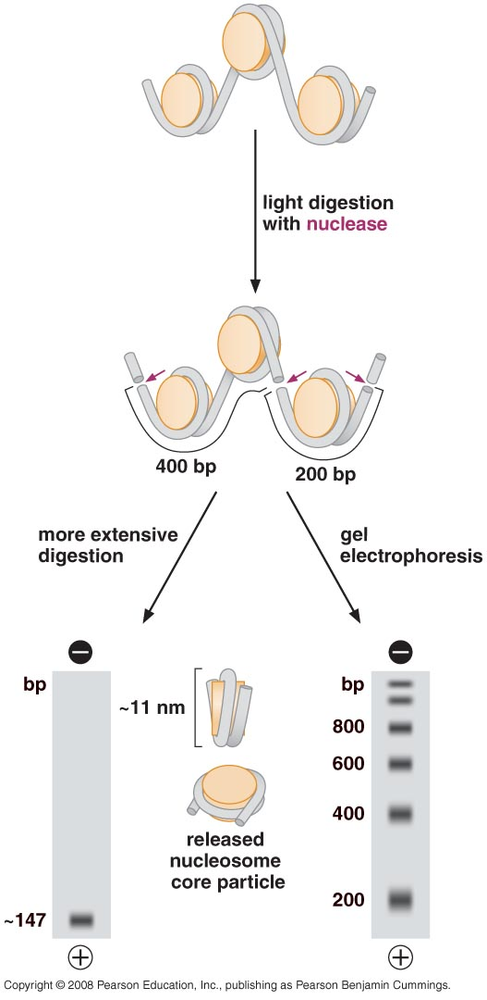 light digestion
with nuclease
400 bp
200 bp
more extensive
digestion
gel
electrophoresis
−
−
bp
bp
~11 nm
800
600
400
released
nucleosome
core particle
200
~147
+
+
Copyright © 2008 Pearson Education, Inc., publishing as Pearson Benjamin Cummings.